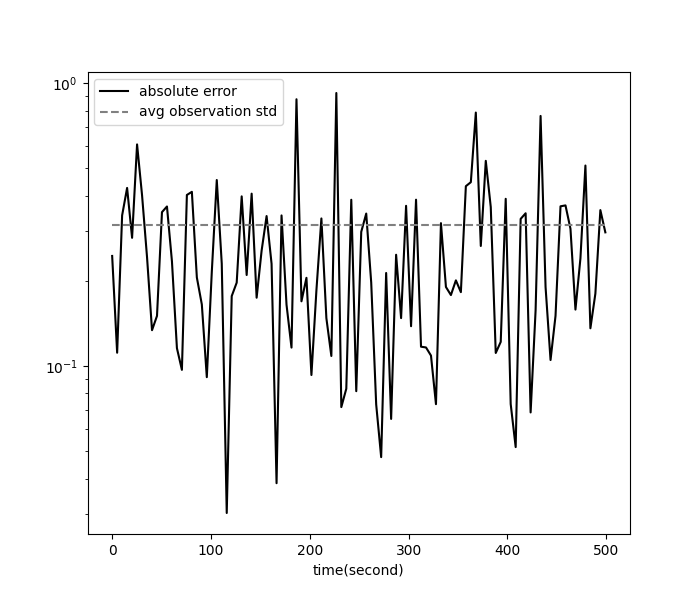 absolute error
avg observation std
10⁰
10⁻¹
0 100 200 300 400 500
time(second)